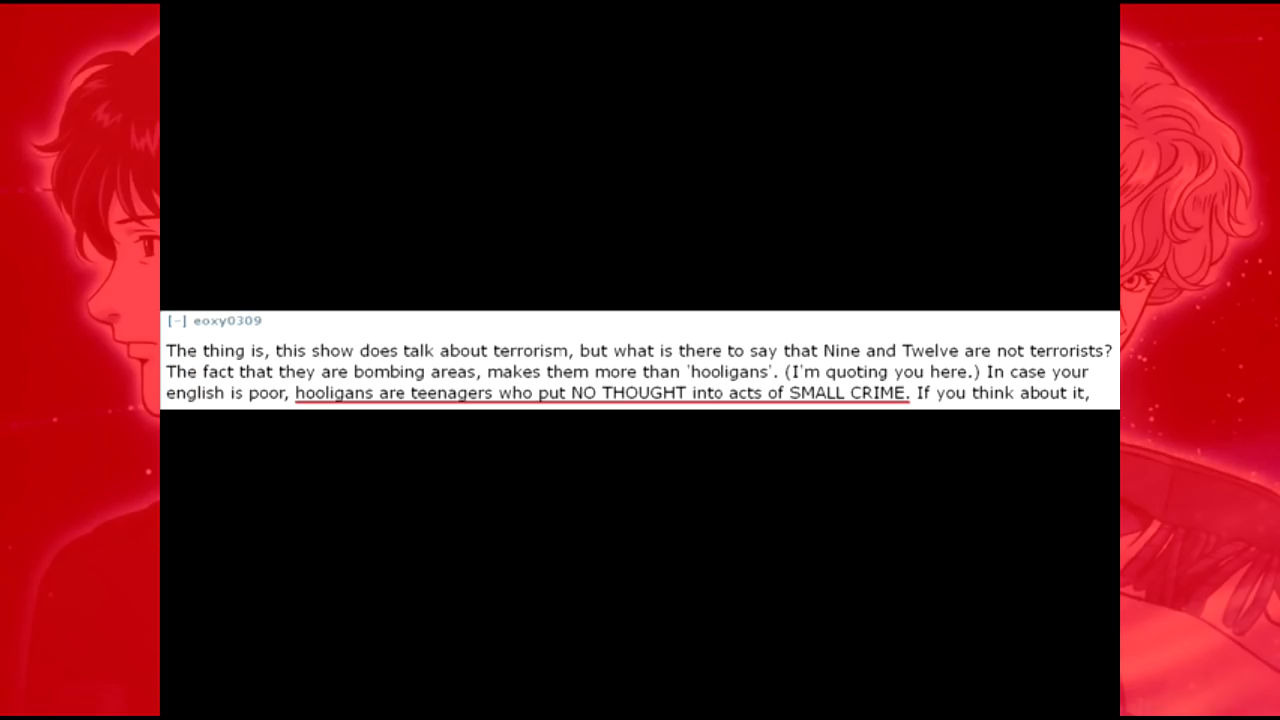 [-] eoxy0309
The thing is, this show does talk about terrorism, but what is there to say that Nine and Twelve are not terrorists?
The fact that they are bombing areas, makes them more than 'hooligans'. (I'm quoting you here.) In case your
english is poor, hooligans are teenagers who put NO THOUGHT into acts of SMALL CRIME. If you think about it,